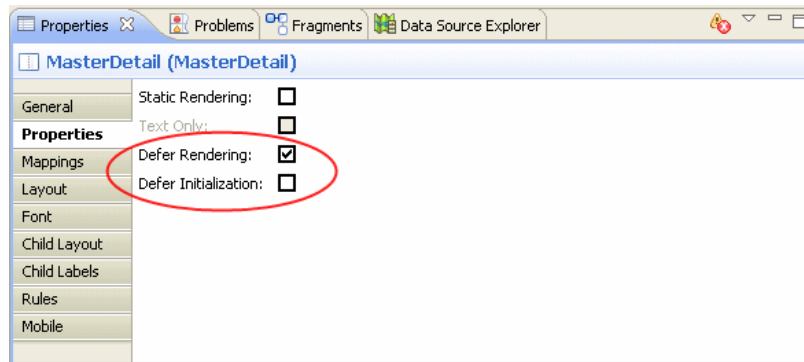 Properties Problems Fragments Data Source Explorer
MasterDetail (MasterDetail)
General
Properties
Mappings
Layout
Font
Child Layout
Child Labels
Rules
Mobile
Static Rendering:
Text Only:
Defer Rendering:
Defer Initialization: